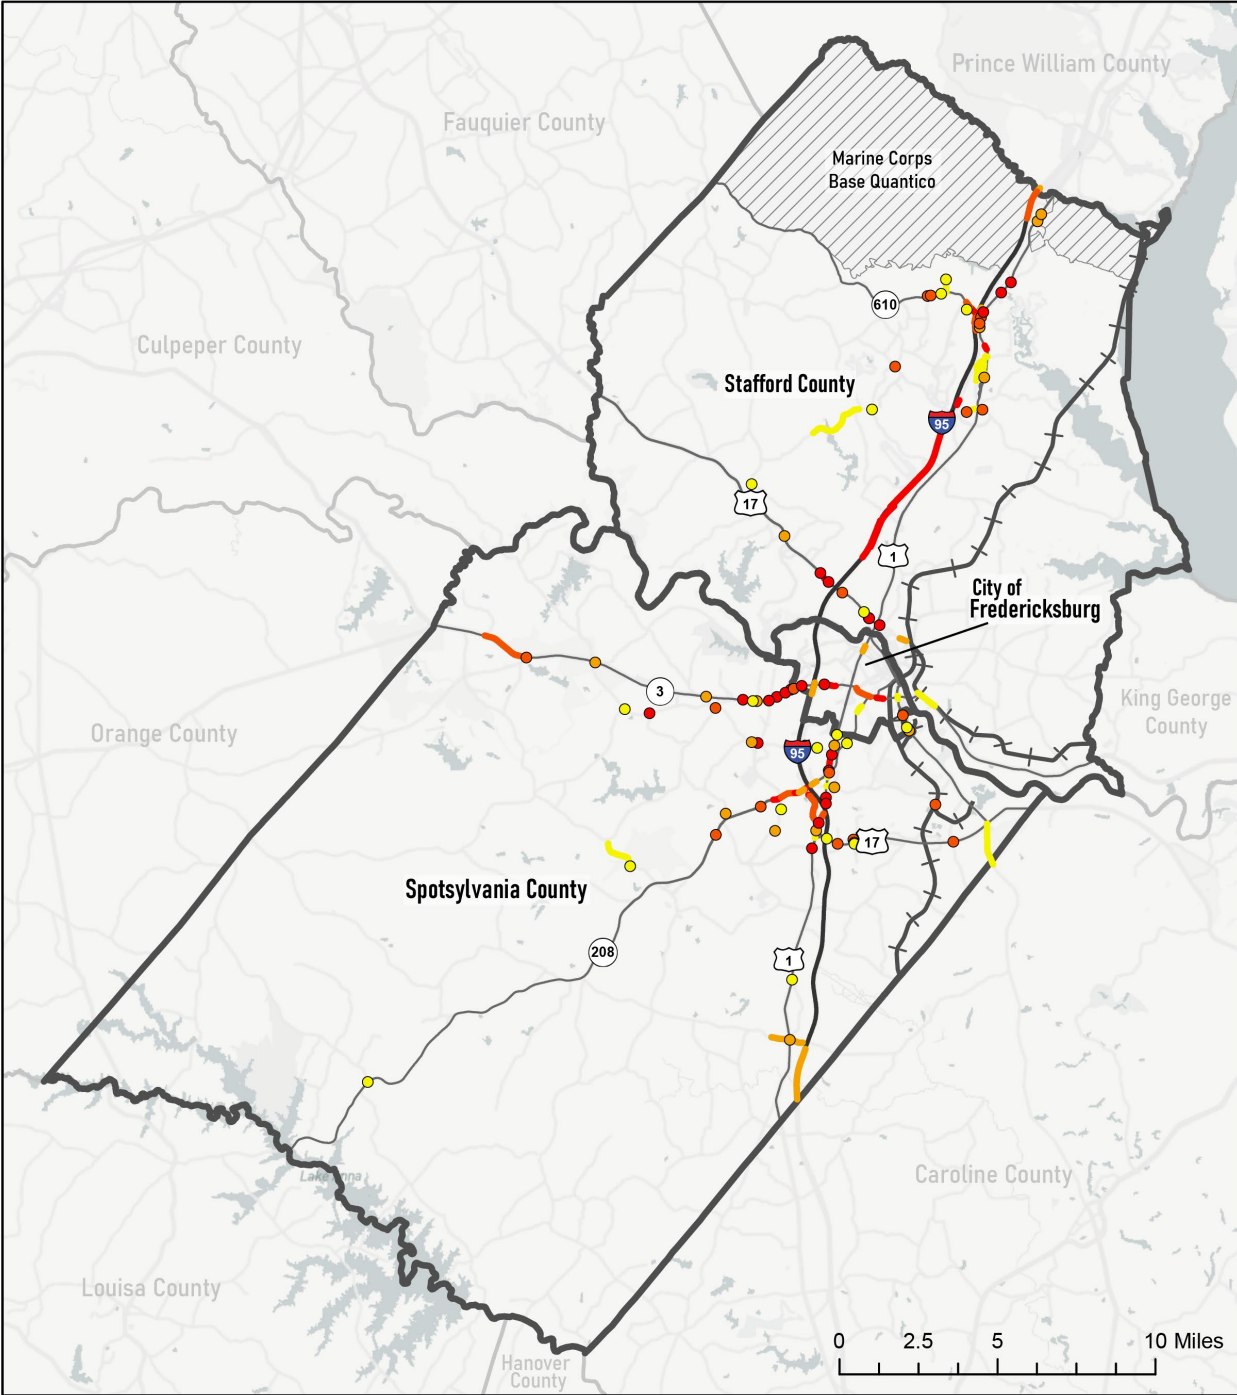 Prince William County
Fauquier County
Marine Corps
Base Quantico
610
Culpeper County
Stafford County
95
17
1
City of
Fredericksburg
3
King George
County
Orange County
95
17
Spotsylvania County
208
1
Lake Anna
Caroline County
Louisa County
0 2.5 5 10 Miles
Hanover
County